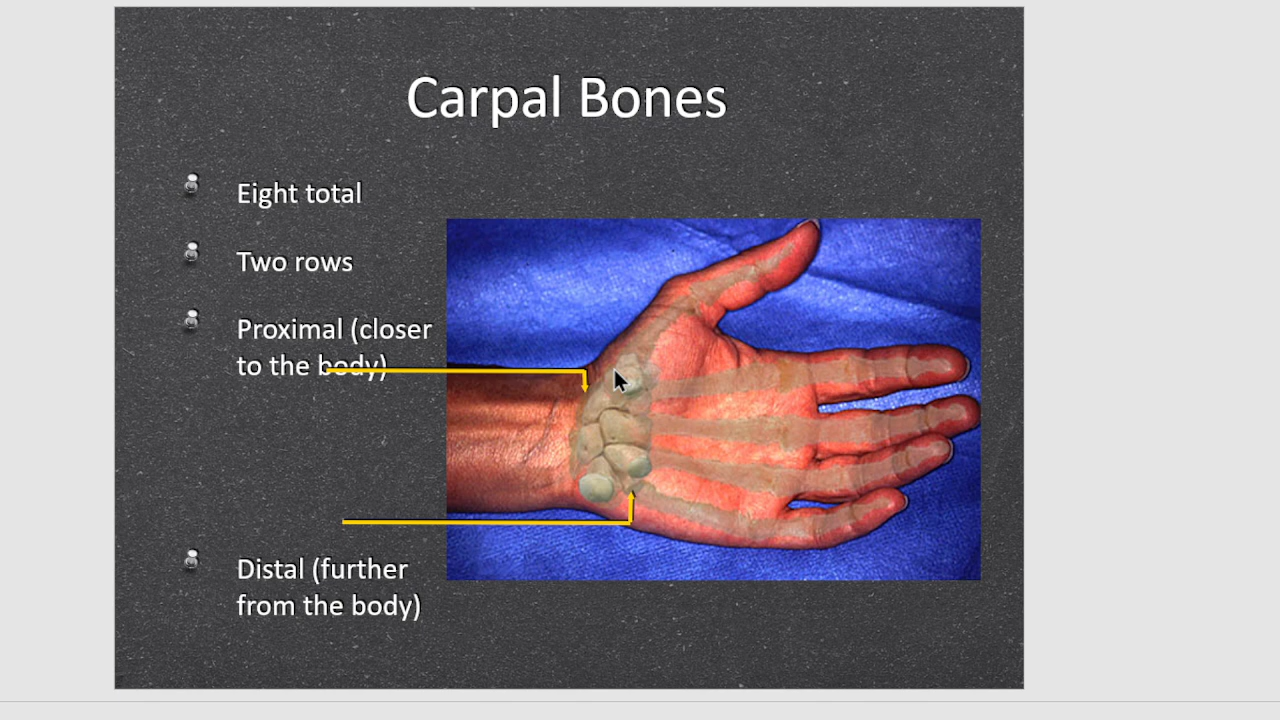 Carpal Bones
Eight total
Two rows
Proximal (closer
to the body)
Distal (further
from the body)